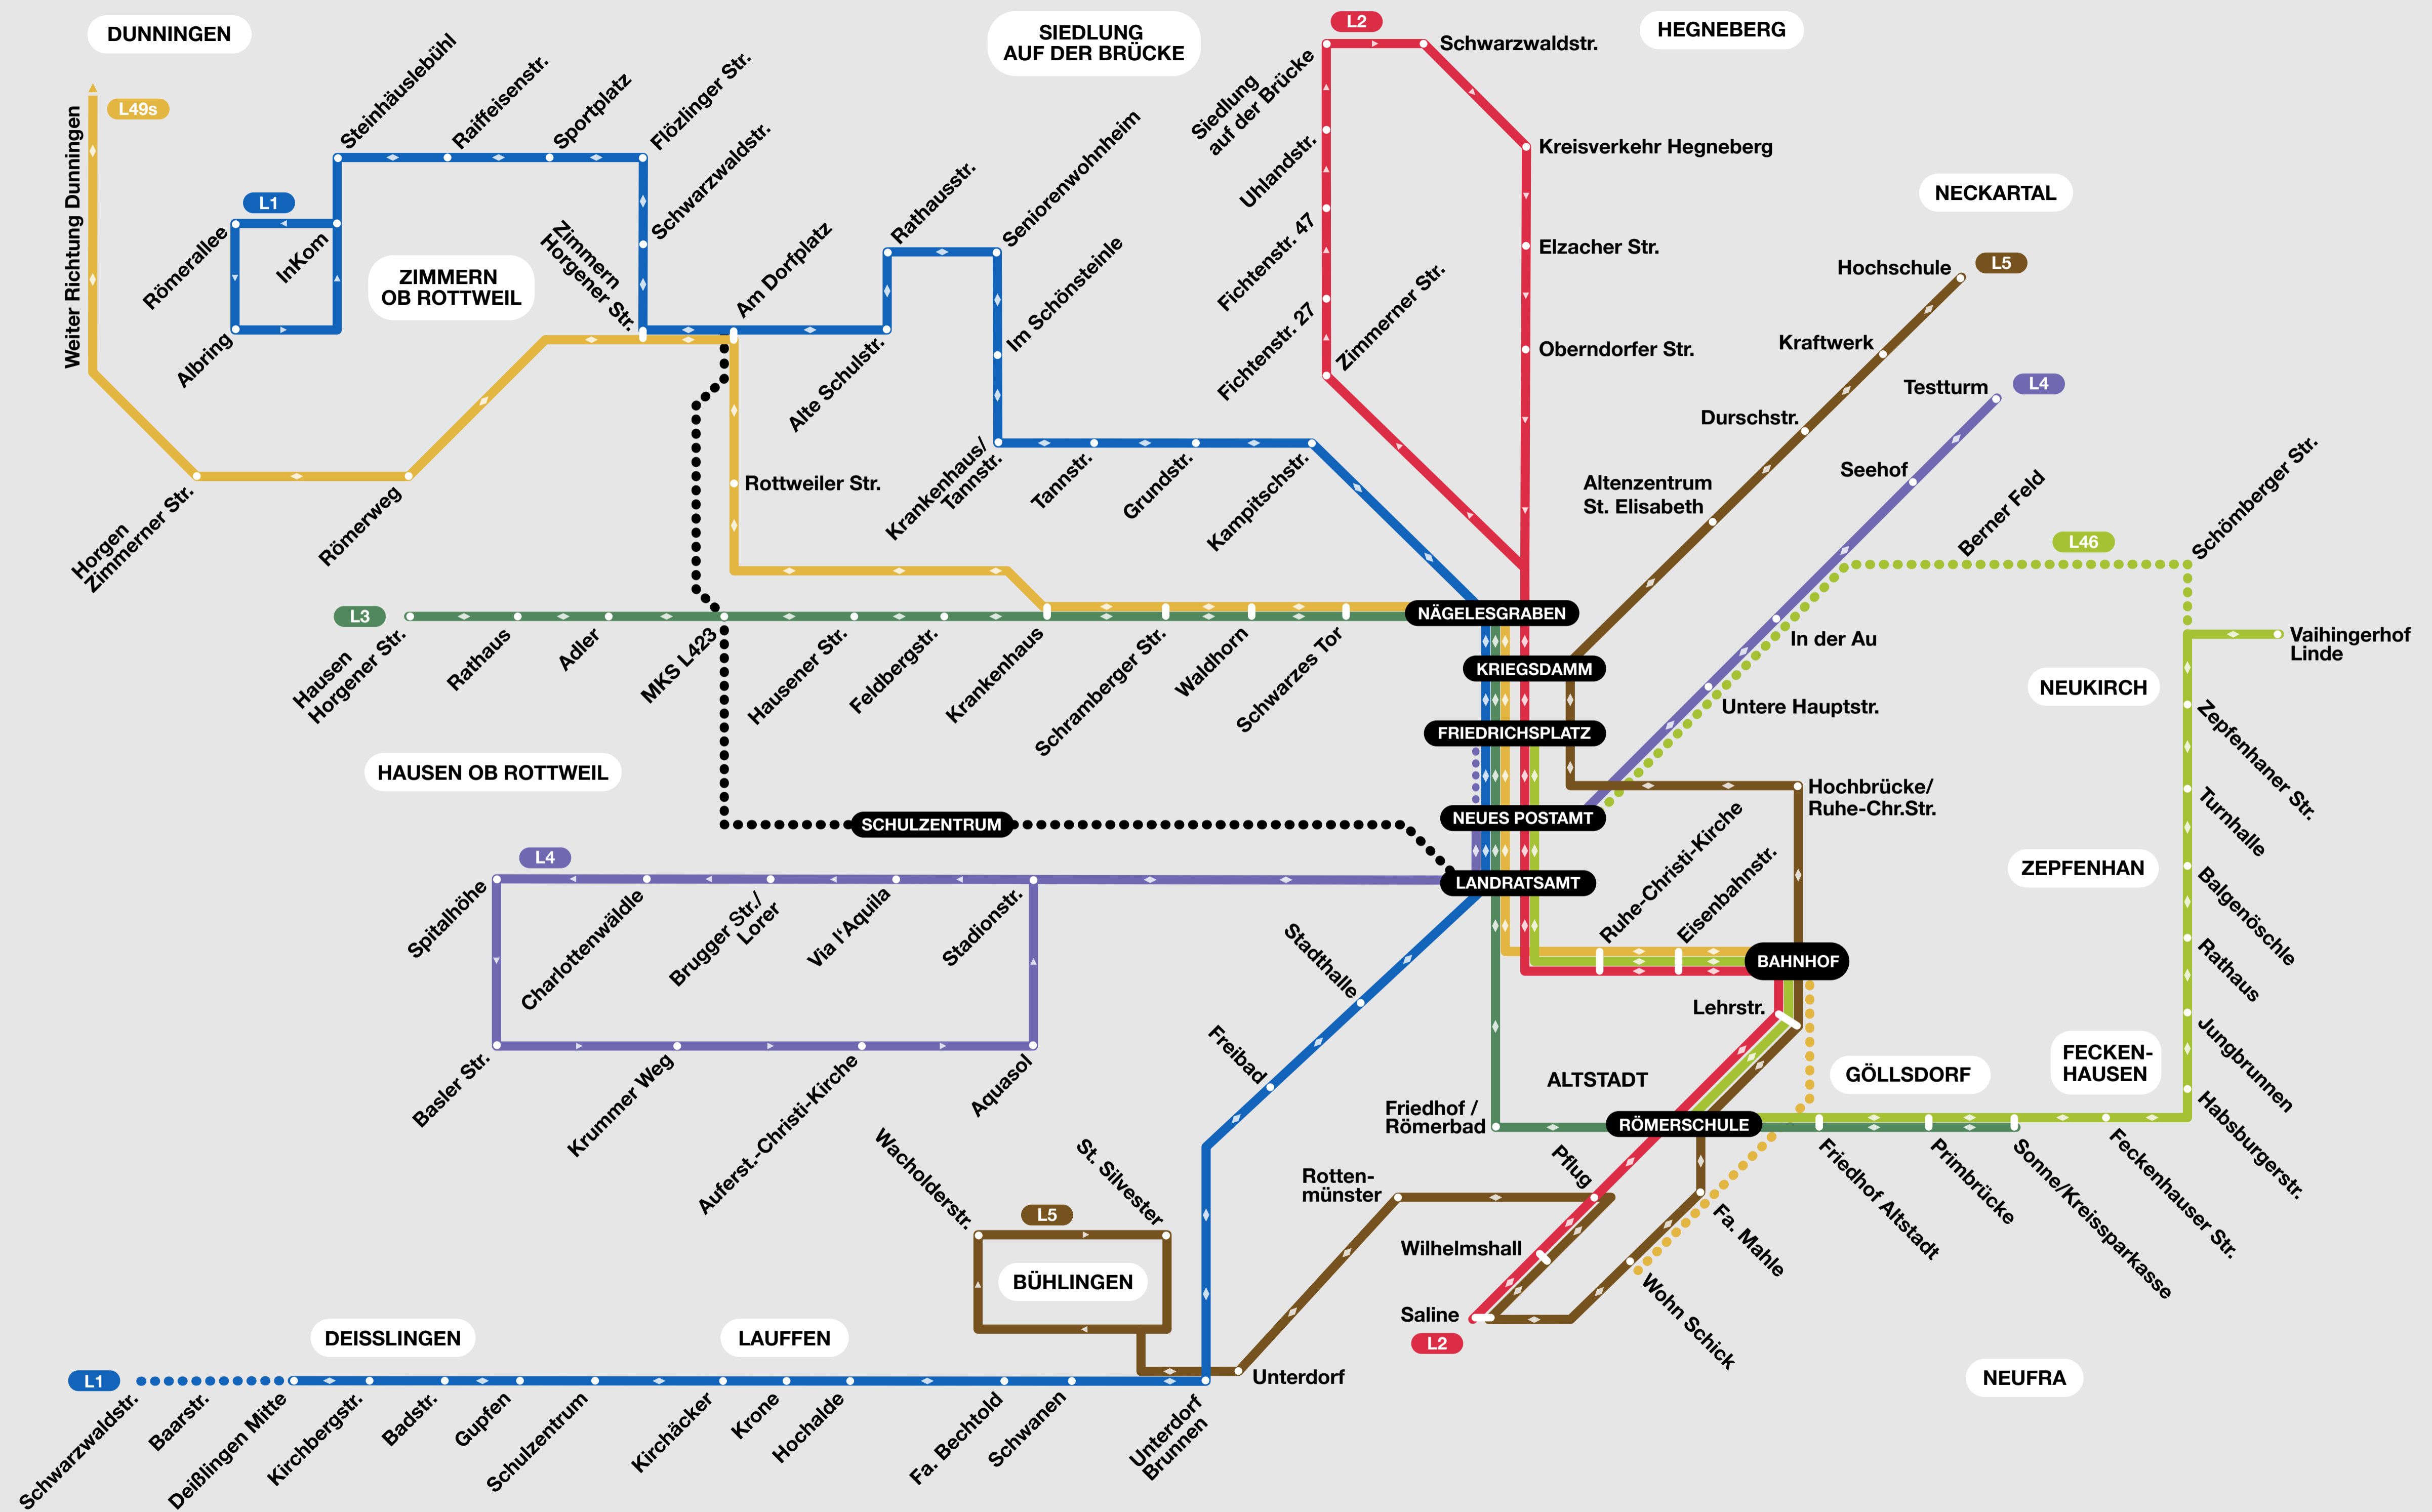 DUNNINGEN
SIEDLUNG
AUF DER BRÜCKE
L2
HEGNEBERG
Schwarzwaldstr.
Siedlung
auf der Brücke
Uhlandstr.
Fichtenstr. 47
Fichtenstr. 27
Zimmerner Str.
Kreisverkehr Hegneberg
Elzacher Str.
Oberndorfer Str.
L49s
Weiter Richtung Dunningen
Steinhäuslebühl
Raiffeisenstr.
Sportplatz
Flözlinger Str.
Schwarzwaldstr.
L1
Römerallee
InKom
Albring
ZIMMERN
OB ROTTWEIL
Zimmern
Horgener Str.
Am Dorfplatz
Alte Schulstr.
Rathausstr.
Seniorenwohnheim
Im Schönsteinle
Krankenhaus/
Tannstr.
Tannstr.
Grundstr.
Kampitschstr.
Horgen
Zimmerner Str.
Römerweg
Rottweiler Str.
NECKARTAL
Hochschule
L5
Kraftwerk
Durschstr.
Altenzentrum
St. Elisabeth
Testturm
L4
Seehof
In der Au
Untere Hauptstr.
Berner Feld
L46
Schömberger Str.
Vaihingerhof
Linde
NEUKIRCH
Zepfenhaner Str.
Turnhalle
ZEPFENHAN
Balgenöschle
Rathaus
Jungbrunnen
Habsburgerstr.
FECKEN-
HAUSEN
L3
Hausen
Horgener Str.
Rathaus
Adler
MKS L423
Hausener Str.
Feldbergstr.
Krankenhaus
Schramberger Str.
Waldhorn
Schwarzes Tor
NÄGELESGRABEN
KRIEGSDAMM
FRIEDRICHSPLATZ
NEUES POSTAMT
LANDRATSAMT
HAUSEN OB ROTTWEIL
SCHULZENTRUM
Hochbrücke/
Ruhe-Chr.Str.
Ruhe-Christi-Kirche
Eisenbahnstr.
BAHNHOF
Lehrstr.
L4
Spitalhöhe
Charlottenwäldle
Brugger Str./
Lorer
Via l‘Aquila
Stadionstr.
Basler Str.
Krummer Weg
Auferst.-Christi-Kirche
Aquasol
Stadthalle
Freibad
ALTSTADT
GÖLLSDORF
Friedhof /
Römerbad
RÖMERSCHULE
Friedhof Altstadt
Primbrücke
Sonne/Kreissparkasse
Feckenhauser Str.
Pflug
Rotten-
münster
Wilhelmshall
Saline
L2
Fa. Mahle
Wohn Schick
NEUFRA
Wacholderstr.
L5
St. Silvester
BÜHLINGEN
Unterdorf
DEISSLINGEN
LAUFFEN
L1
Schwarzwaldstr.
Baarstr.
Deißlingen Mitte
Kirchbergstr.
Badstr.
Gupfen
Schulzentrum
Kirchäcker
Krone
Hochalde
Fa. Bechtold
Schwanen
Unterdorf
Brunnen